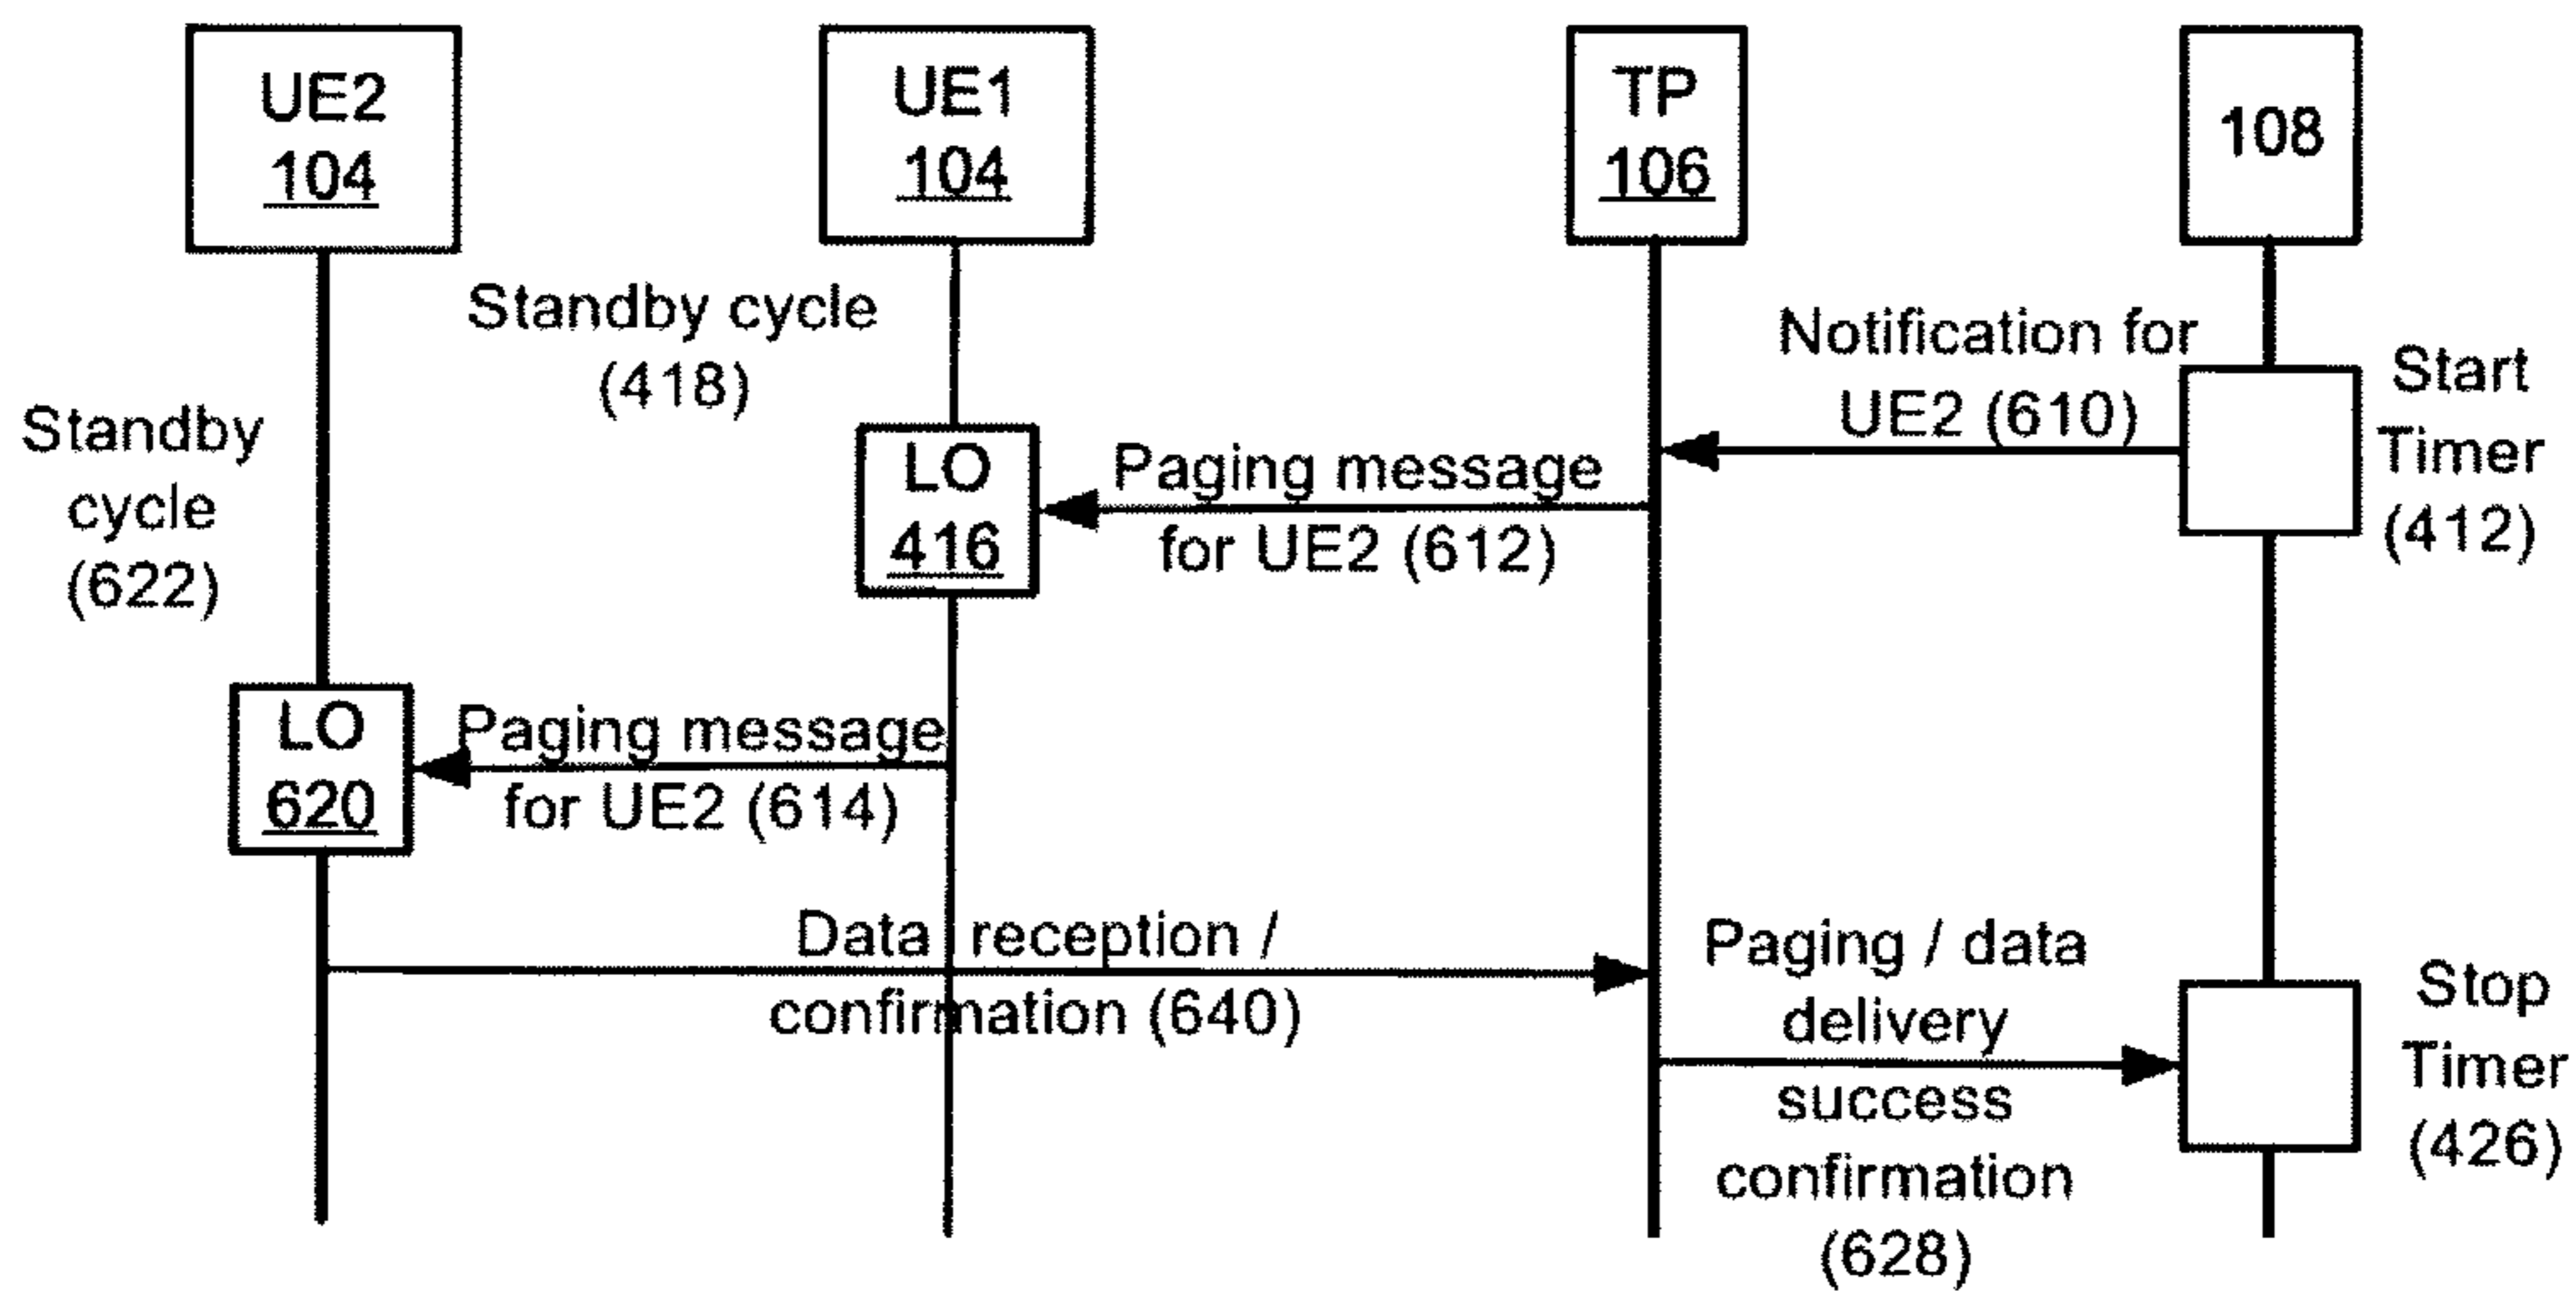 UE2
104
UE1
104
TP
106
108
Standby cycle
(418)
Notification for
UE2 (610)
Start
Timer
(412)
Standby
cycle
(622)
LO
416
Paging message
for UE2 (612)
LO
620
Paging message
for UE2 (614)
Data reception /
confirmation (640)
Paging / data
delivery
success
confirmation
(628)
Stop
Timer
(426)